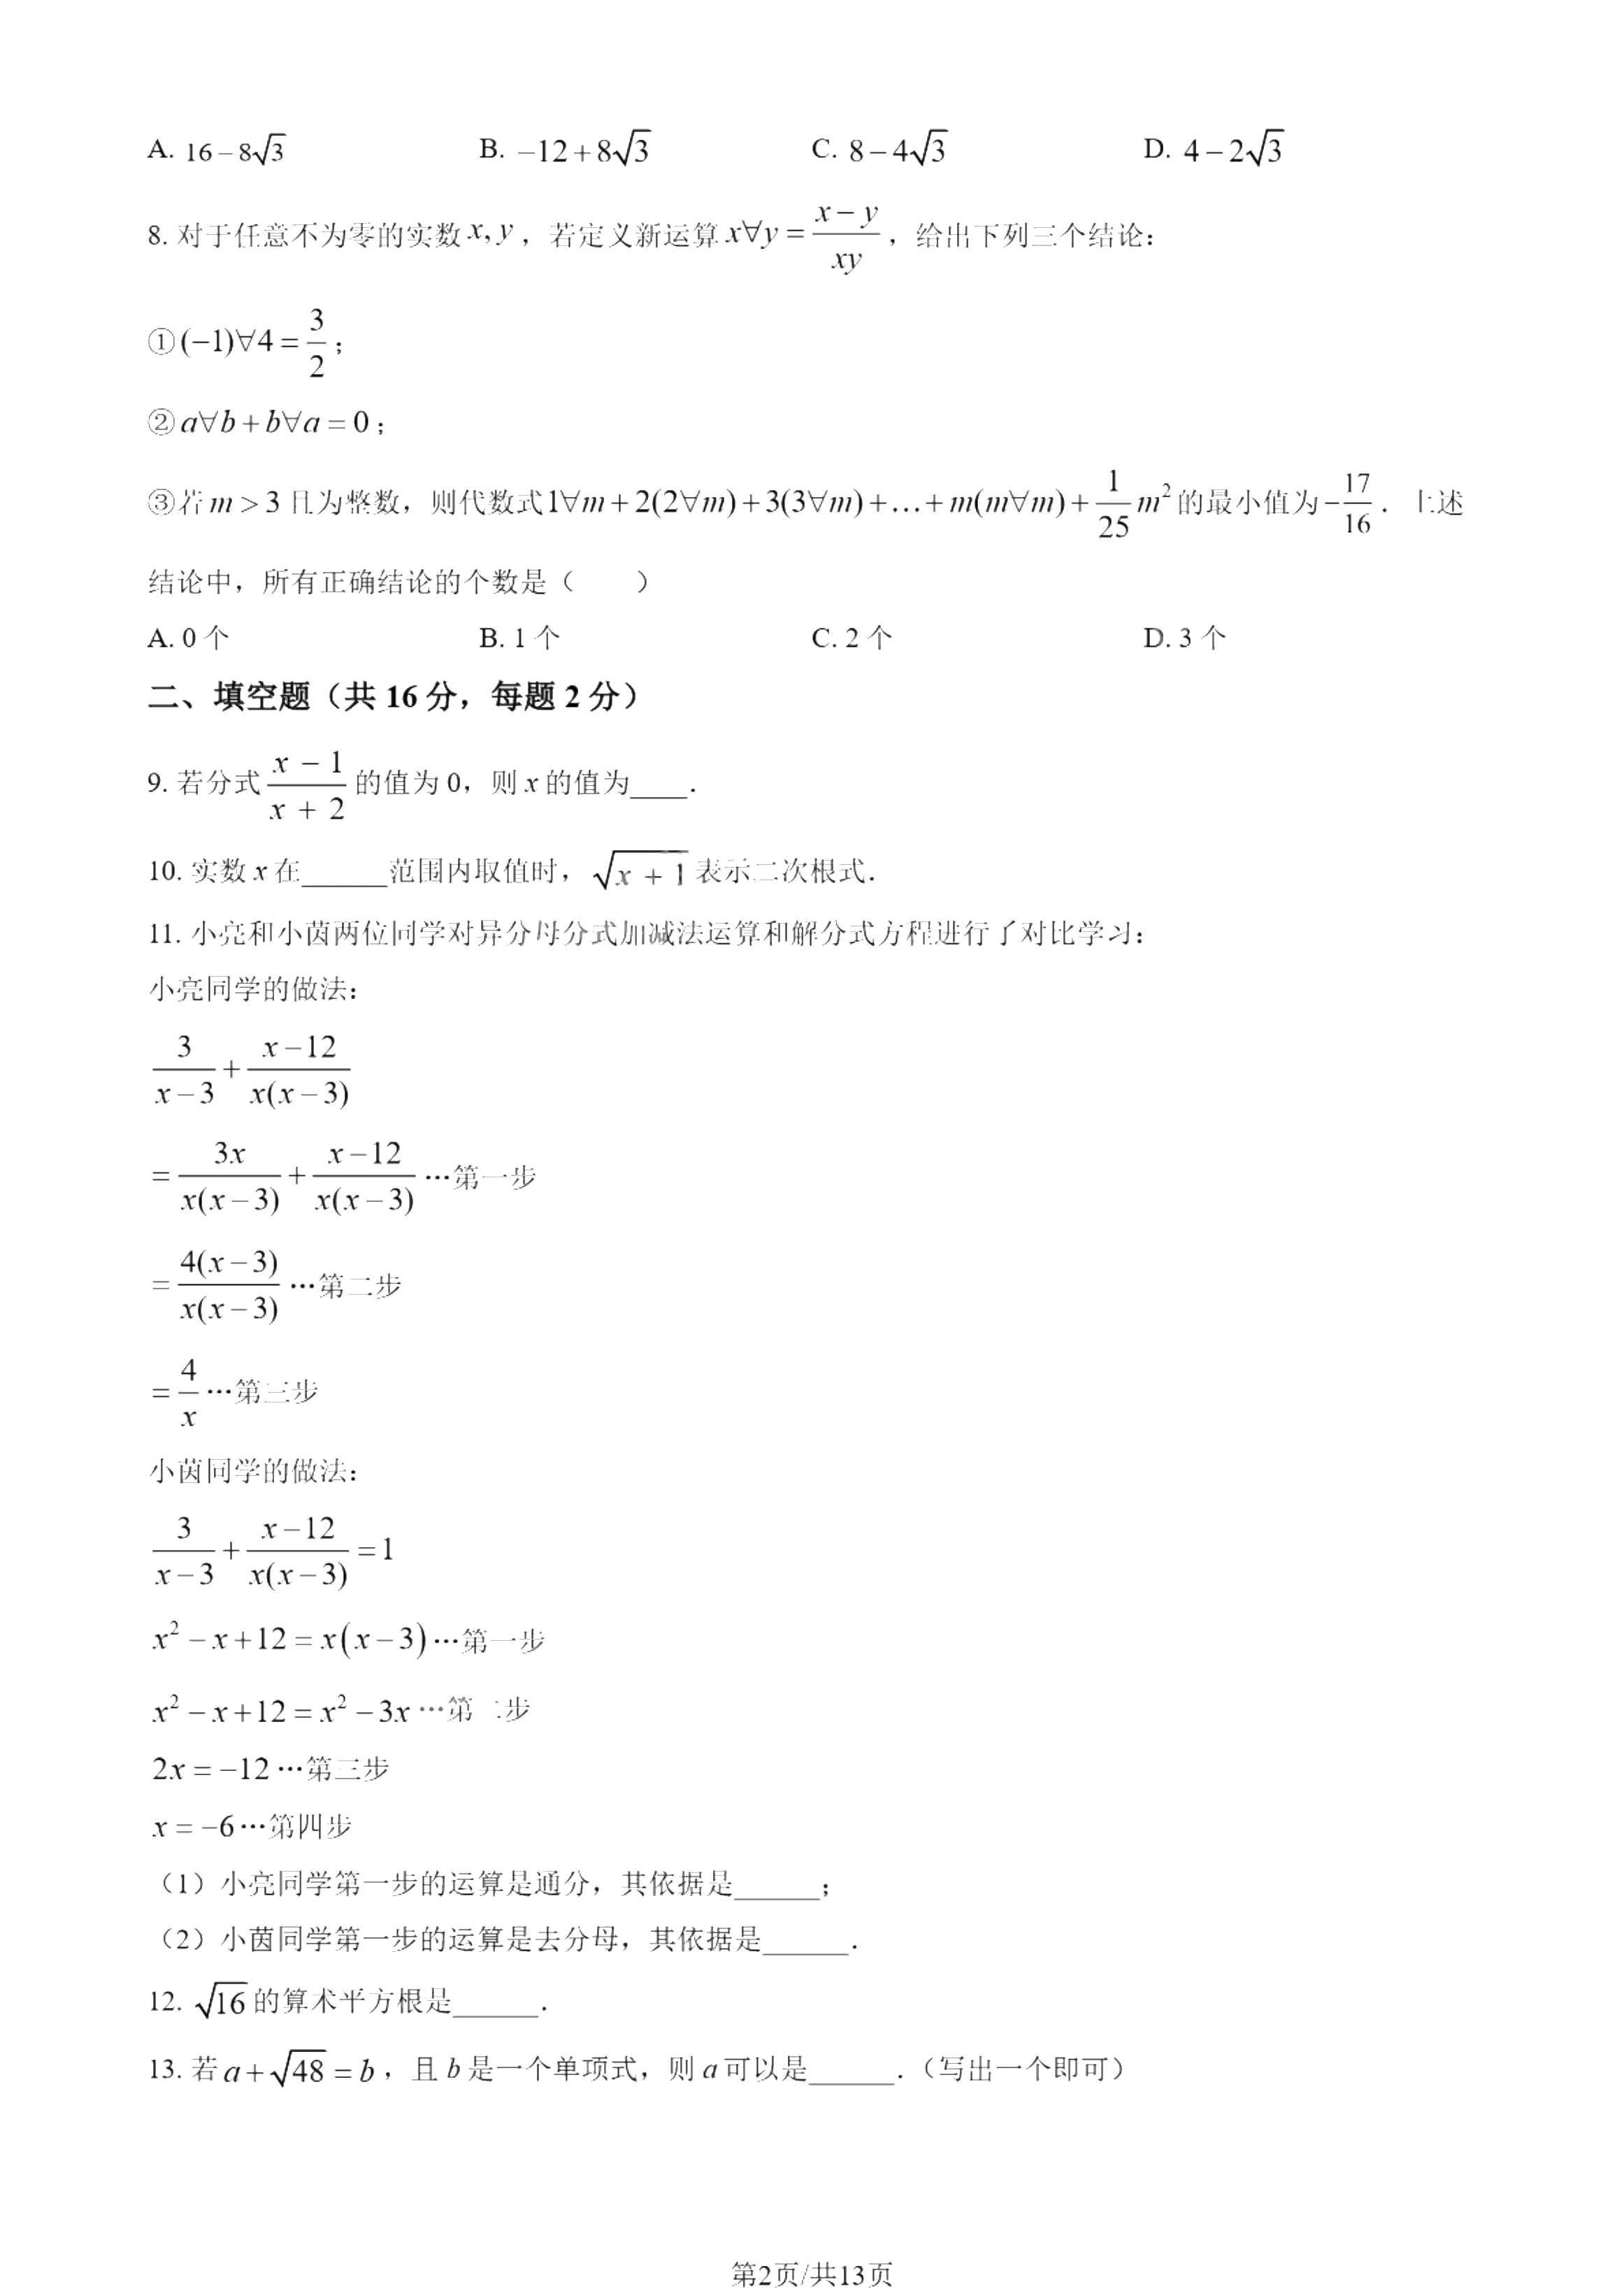 A. 16－8√3 B. －12＋8√3 C. 8－4√3 D. 4－2√3
8. 对于任意不为零的实数 x, y ，若定义新运算 x∀y = (x－y)/(xy) ，给出下列三个结论：
①(－1)∀4 = 3/2 ；
②a∀b + b∀a = 0 ；
③若 m > 3 且为整数，则代数式1∀m + 2(2∀m) + 3(3∀m) + … + m(m∀m) + 1/25 m² 的最小值为 －17/16 ．上述
结论中，所有正确结论的个数是（ ）
A. 0 个 B. 1 个 C. 2 个 D. 3 个
二、填空题（共 16 分，每题 2 分）
9. 若分式 (x － 1)/(x + 2) 的值为 0，则 x 的值为____．
10. 实数 x 在______范围内取值时， √(x + 1) 表示二次根式．
11. 小亮和小茵两位同学对异分母分式加减法运算和解分式方程进行了对比学习：
小亮同学的做法：
3/(x－3) + (x－12)/(x(x－3))
= 3x/(x(x－3)) + (x－12)/(x(x－3)) …第一步
= 4(x－3)/(x(x－3)) …第二步
= 4/x …第三步
小茵同学的做法：
3/(x－3) + (x－12)/(x(x－3)) = 1
x² － x + 12 = x(x－3)…第一步
x² － x + 12 = x² － 3x …第二步
2x = －12 …第三步
x = －6…第四步
（1）小亮同学第一步的运算是通分，其依据是______；
（2）小茵同学第一步的运算是去分母，其依据是______．
12. √16 的算术平方根是______．
13. 若 a + √48 = b ，且 b 是一个单项式，则 a 可以是______．（写出一个即可）
第2页/共13页